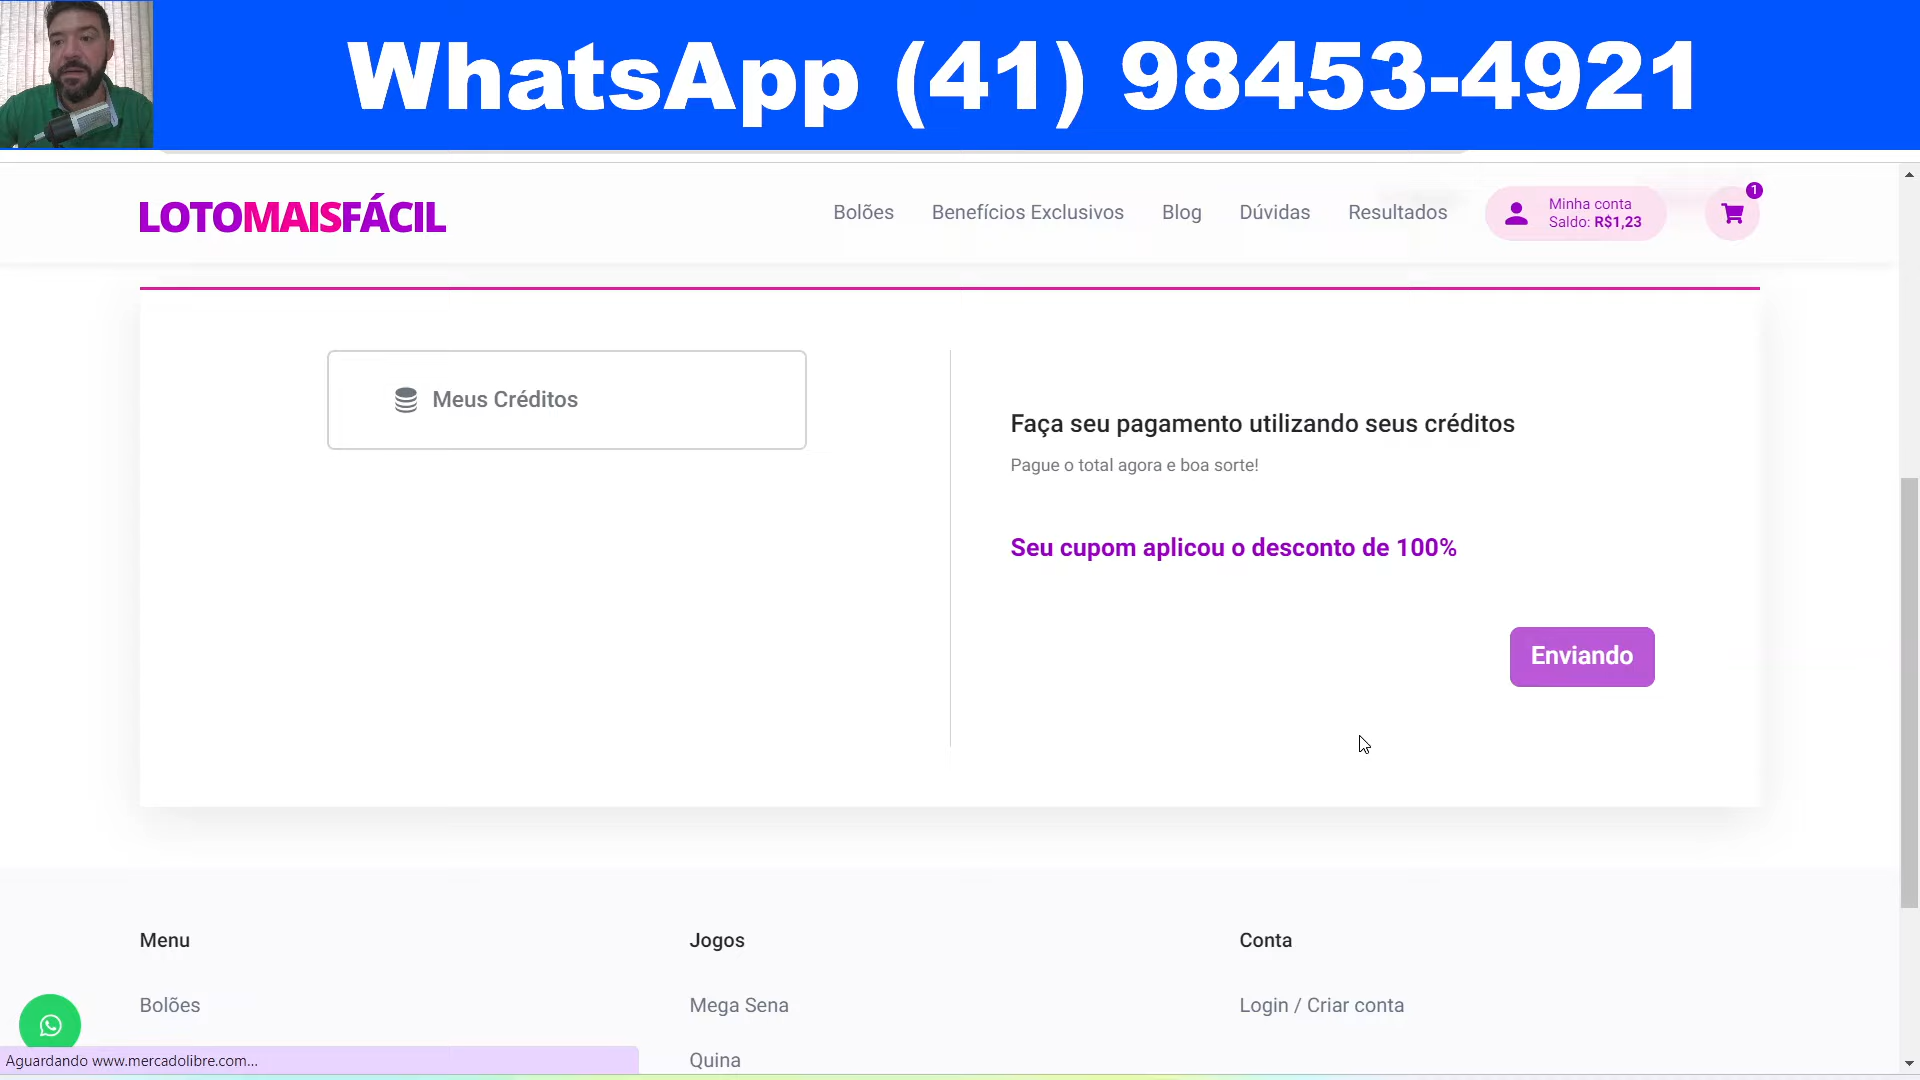 WhatsApp (41) 98453-4921
LOTOMAISFÁCIL
Bolões
Benefícios Exclusivos
Blog
Dúvidas
Resultados
Minha conta
Saldo: R$1,23
1
Meus Créditos
Faça seu pagamento utilizando seus créditos
Pague o total agora e boa sorte!
Seu cupom aplicou o desconto de 100%
Enviando
Menu
Jogos
Conta
Bolões
Mega Sena
Login / Criar conta
Quina
Aguardando www.mercadolibre.com...